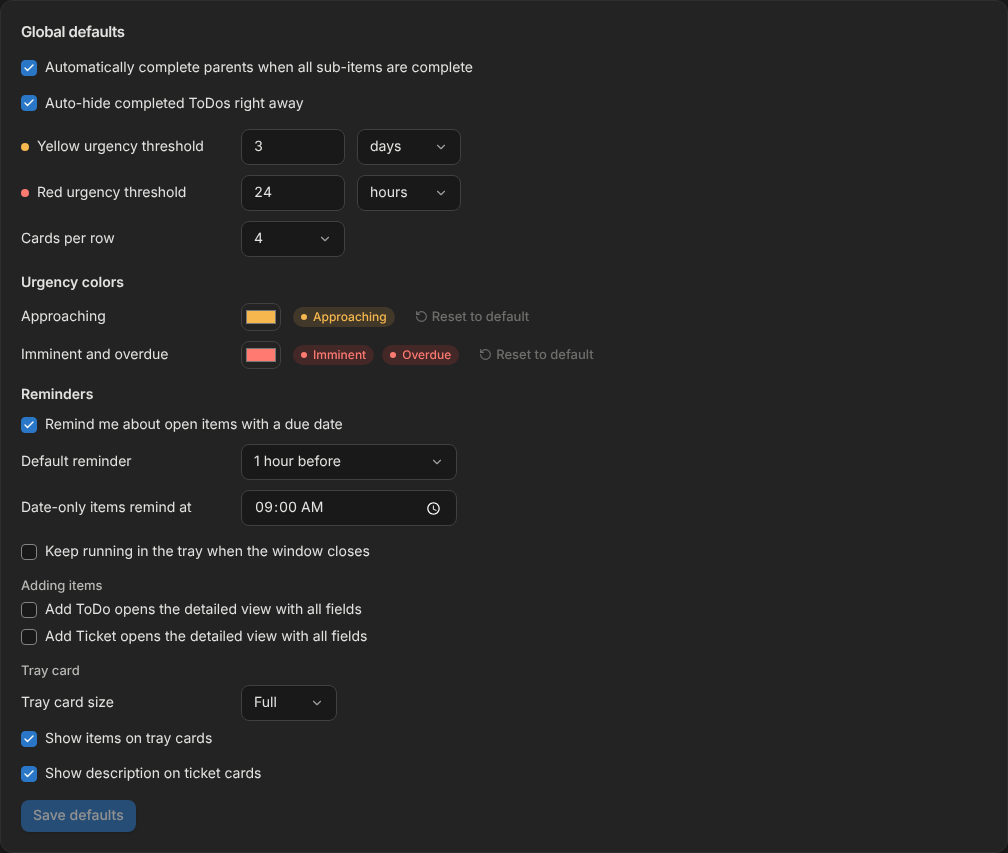 Global defaults
Automatically complete parents when all sub-items are complete
Auto-hide completed ToDos right away
Yellow urgency threshold 3 days
Red urgency threshold 24 hours
Cards per row 4
Urgency colors
Approaching Approaching Reset to default
Imminent and overdue Imminent Overdue Reset to default
Reminders
Remind me about open items with a due date
Default reminder 1 hour before
Date-only items remind at 09:00 AM
Keep running in the tray when the window closes
Adding items
Add ToDo opens the detailed view with all fields
Add Ticket opens the detailed view with all fields
Tray card
Tray card size Full
Show items on tray cards
Show description on ticket cards
Save defaults